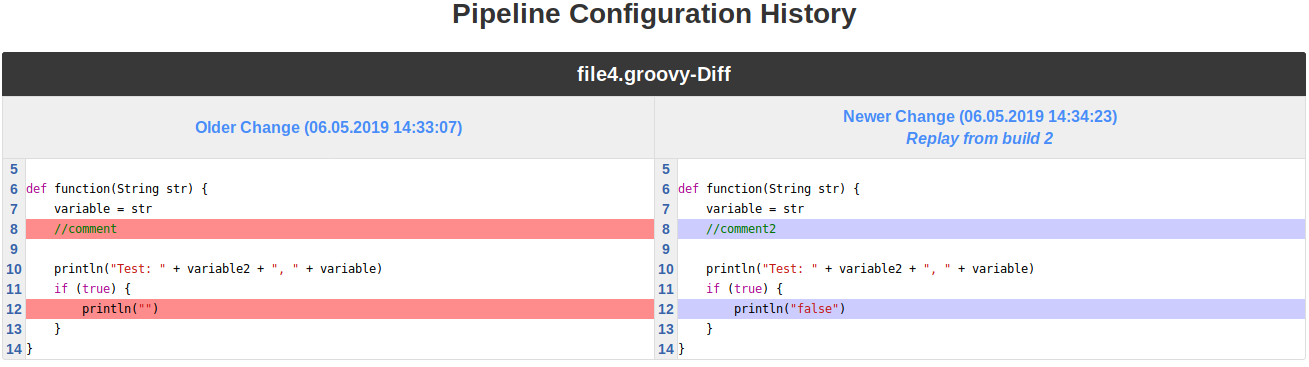 Pipeline Configuration History
file4.groovy-Diff
Older Change (06.05.2019 14:33:07)
Newer Change (06.05.2019 14:34:23)
Replay from build 2
5
6 def function(String str) {
7     variable = str
8     //comment
9
10     println("Test: " + variable2 + ", " + variable)
11     if (true) {
12         println("")
13     }
14 }
5
6 def function(String str) {
7     variable = str
8     //comment2
9
10     println("Test: " + variable2 + ", " + variable)
11     if (true) {
12         println("false")
13     }
14 }